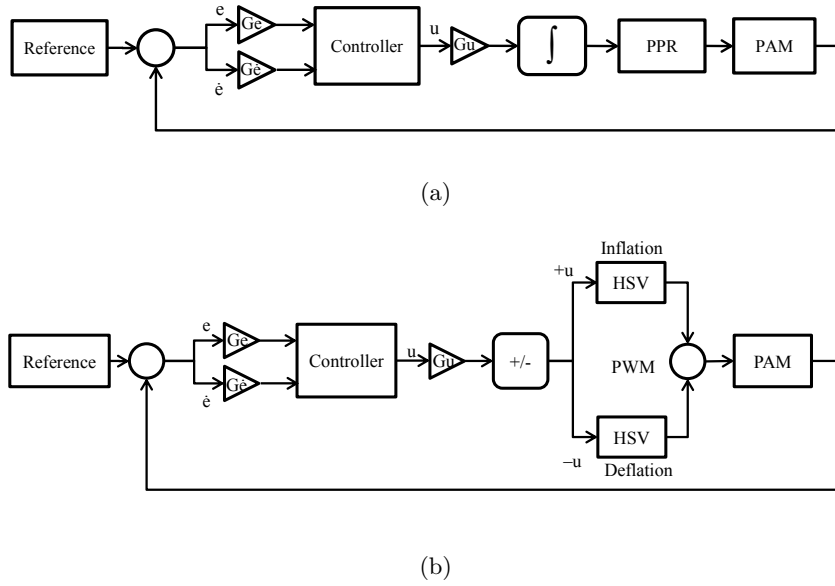 e
Ge
Reference
Controller
u
Gu
∫
PPR
PAM
Gė
ė
(a)
Inflation
+u
HSV
e
Ge
Reference
Controller
u
Gu
+/-
PWM
PAM
Gė
ė
HSV
–u
Deflation
(b)